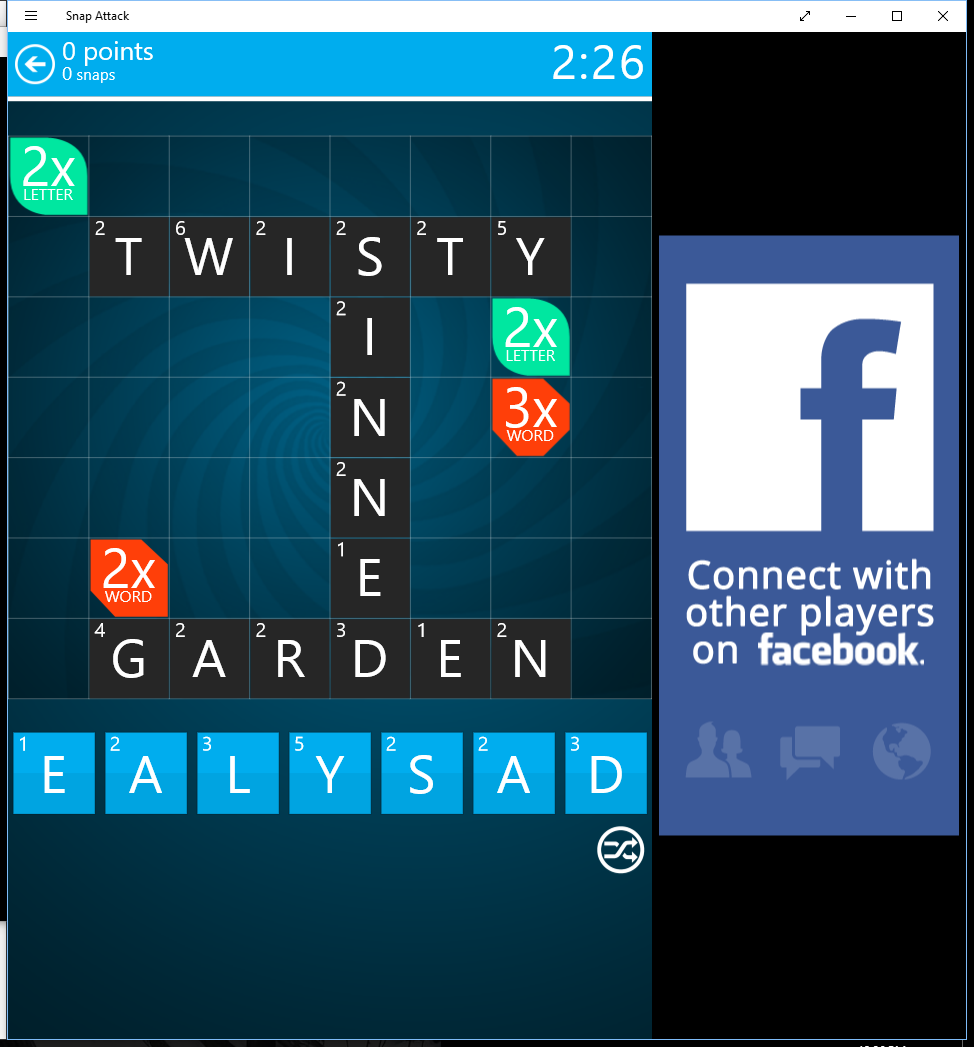 Snap Attack
0 points
0 snaps
2:26
2x
LETTER
2 T 6 W 2 I 2 S 2 T 5 Y
2 I
2x
LETTER
2 N
3x
WORD
2 N
2x
WORD
1 E
4 G 2 A 2 R 3 D 1 E 2 N
1 E 2 A 3 L 5 Y 2 S 2 A 3 D
f
Connect with
other players
on facebook.